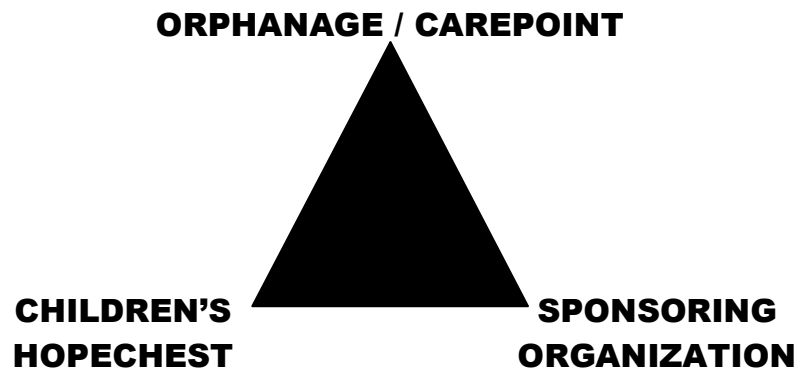 ORPHANAGE / CAREPOINT
CHILDREN’S
HOPECHEST
SPONSORING
ORGANIZATION